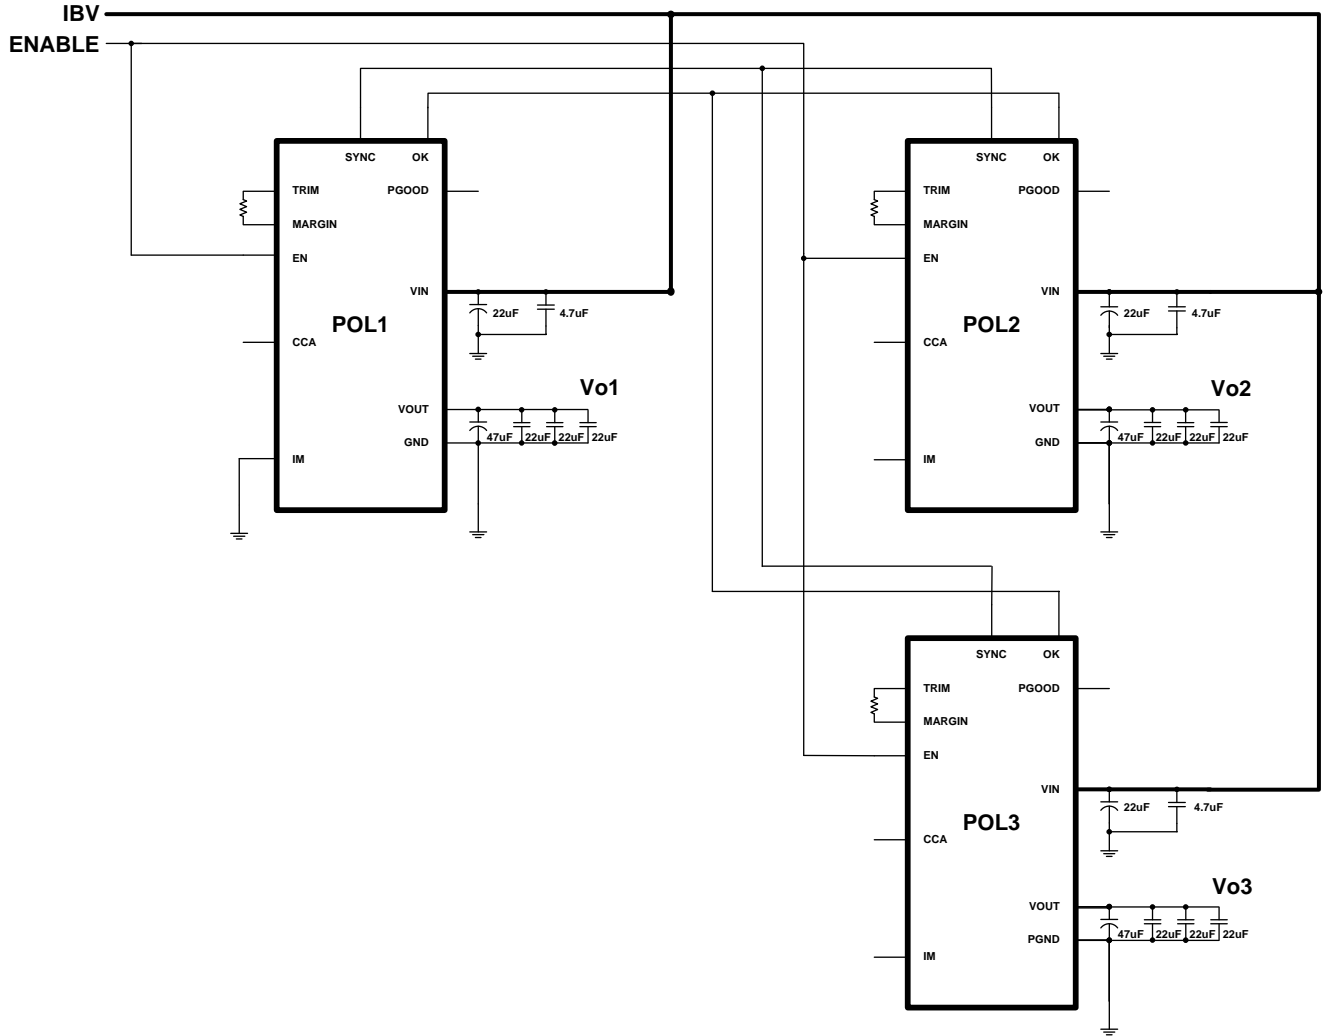 IBV
ENABLE
SYNC OK
TRIM PGOOD
MARGIN
EN
VIN
22uF 4.7uF
POL1
CCA
Vo1
VOUT
47uF 22uF 22uF 22uF
GND
IM
SYNC OK
TRIM PGOOD
MARGIN
EN
VIN
22uF 4.7uF
POL2
CCA
Vo2
VOUT
47uF 22uF 22uF 22uF
GND
IM
SYNC OK
TRIM PGOOD
MARGIN
EN
VIN
22uF 4.7uF
POL3
CCA
Vo3
VOUT
47uF 22uF 22uF 22uF
PGND
IM